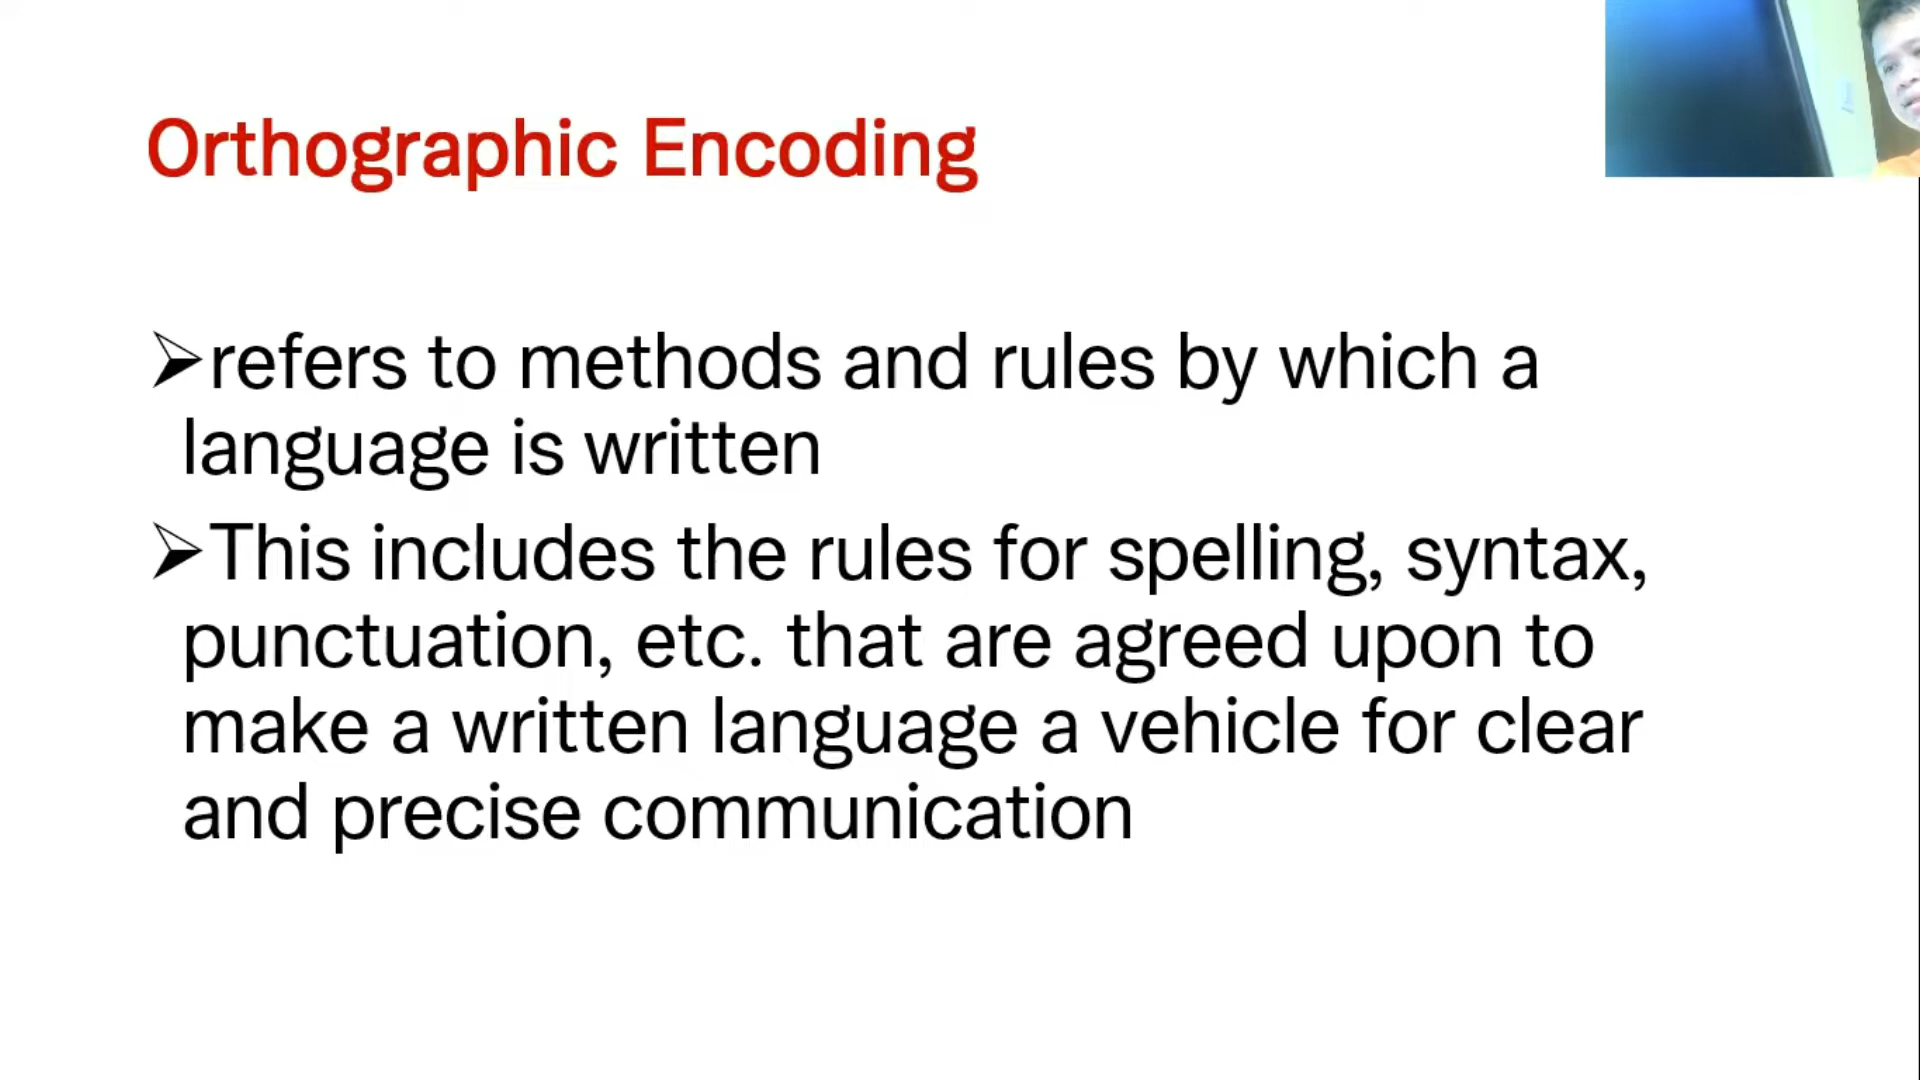 Orthographic Encoding
➢refers to methods and rules by which a
language is written
➢This includes the rules for spelling, syntax,
punctuation, etc. that are agreed upon to
make a written language a vehicle for clear
and precise communication